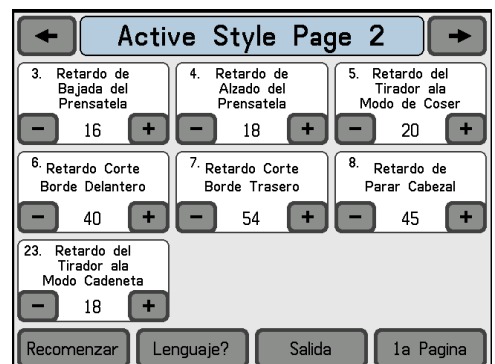 Active Style Page 2
3. Retardo de
Bajada del
Prensatela
- 16 +
4. Retardo de
Alzado del
Prensatela
- 18 +
5. Retardo del
Tirador ala
Modo de Coser
- 20 +
6. Retardo Corte
Borde Delantero
- 40 +
7. Retardo Corte
Borde Trasero
- 54 +
8. Retardo de
Parar Cabezal
- 45 +
23. Retardo del
Tirador ala
Modo Cadeneta
- 18 +
Recomenzar
Lenguaje?
Salida
1a Pagina